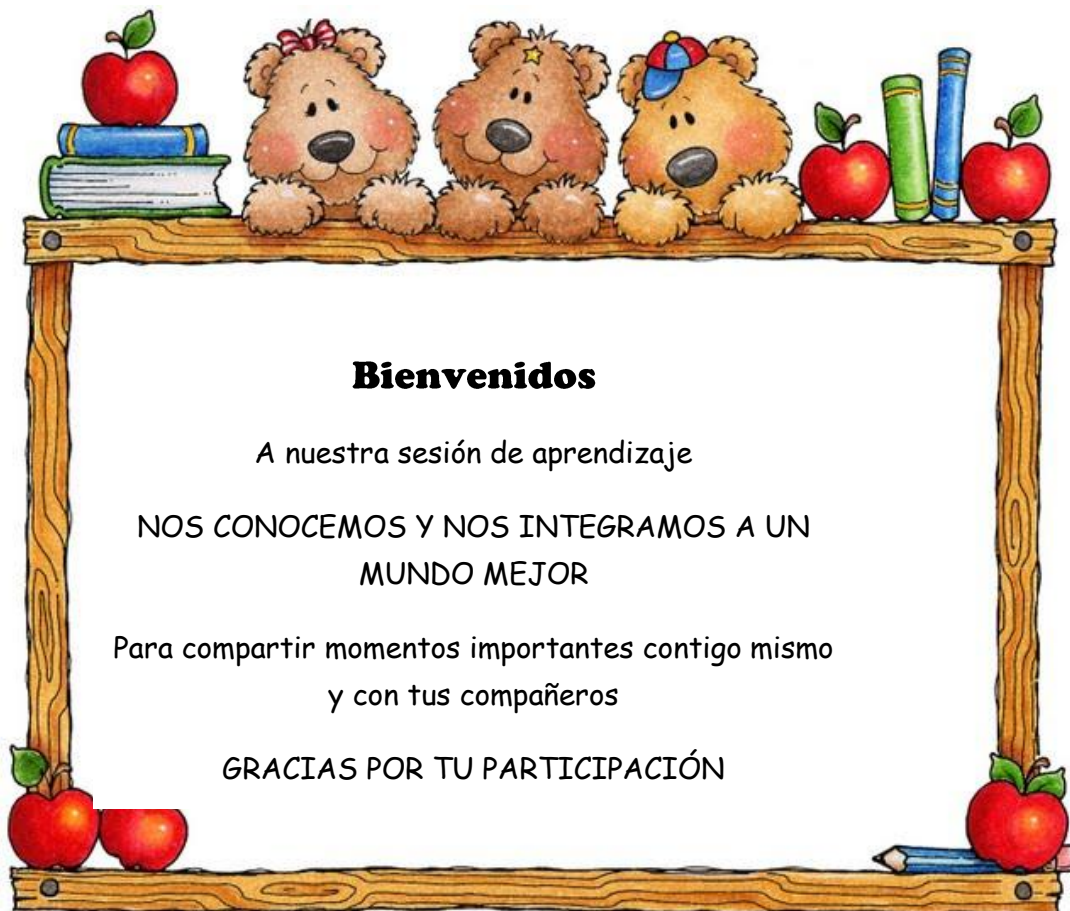 Bienvenidos
A nuestra sesión de aprendizaje
NOS CONOCEMOS Y NOS INTEGRAMOS A UN
MUNDO MEJOR
Para compartir momentos importantes contigo mismo
y con tus compañeros
GRACIAS POR TU PARTICIPACIÓN